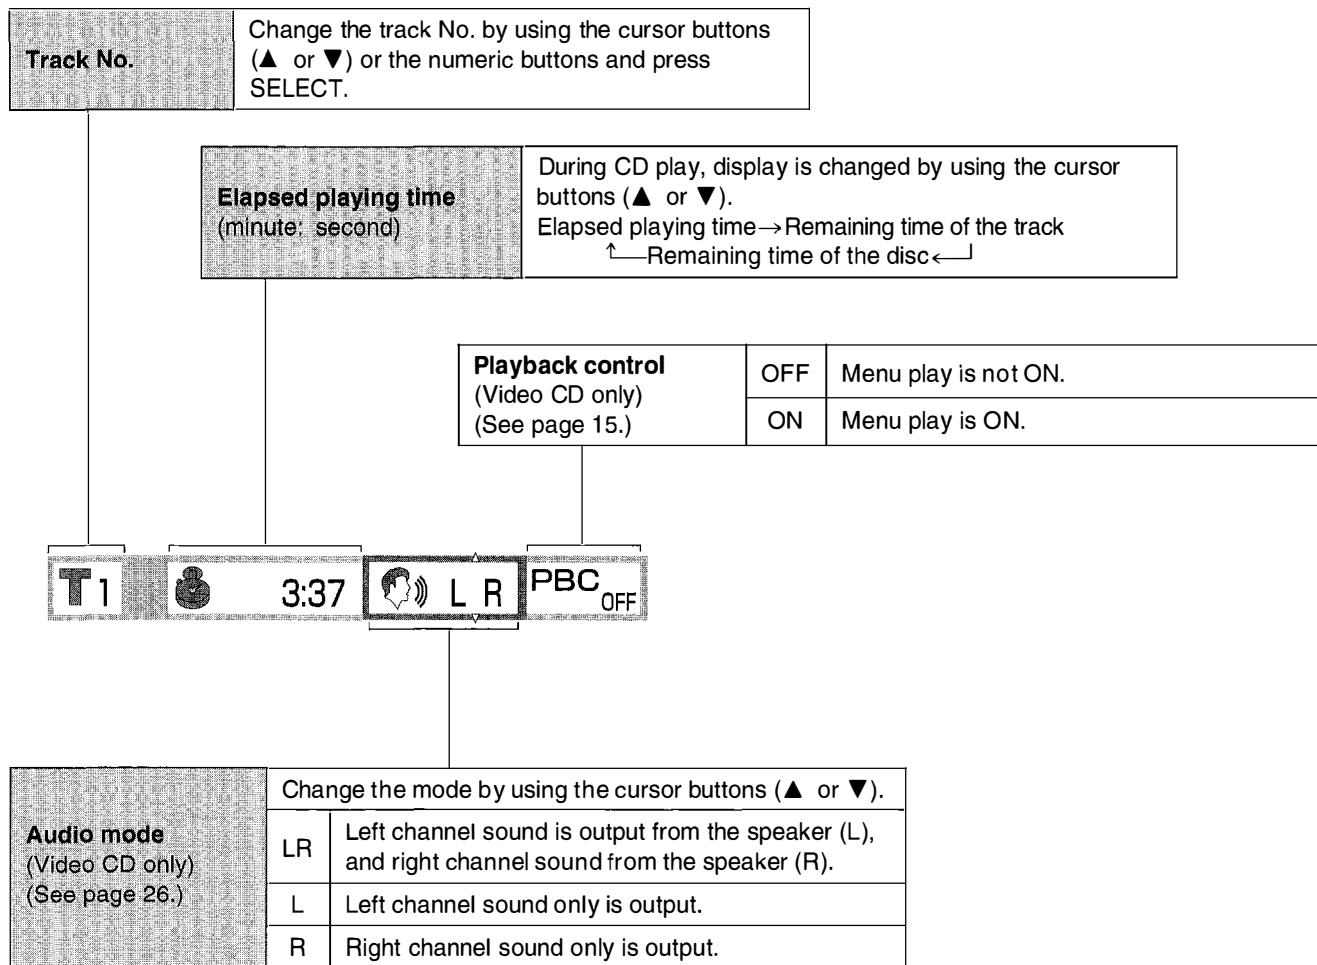 Track No.
Change the track No. by using the cursor buttons
(▲ or ▼) or the numeric buttons and press
SELECT.
Elapsed playing time
(minute: second)
During CD play, display is changed by using the cursor
buttons (▲ or ▼).
Elapsed playing time→Remaining time of the track
↑—Remaining time of the disc←┘
Playback control
(Video CD only)
(See page 15.)
OFF Menu play is not ON.
ON Menu play is ON.
T 1 3:37 L R PBC OFF
Audio mode
(Video CD only)
(See page 26.)
Change the mode by using the cursor buttons (▲ or ▼).
LR Left channel sound is output from the speaker (L),
and right channel sound from the speaker (R).
L Left channel sound only is output.
R Right channel sound only is output.